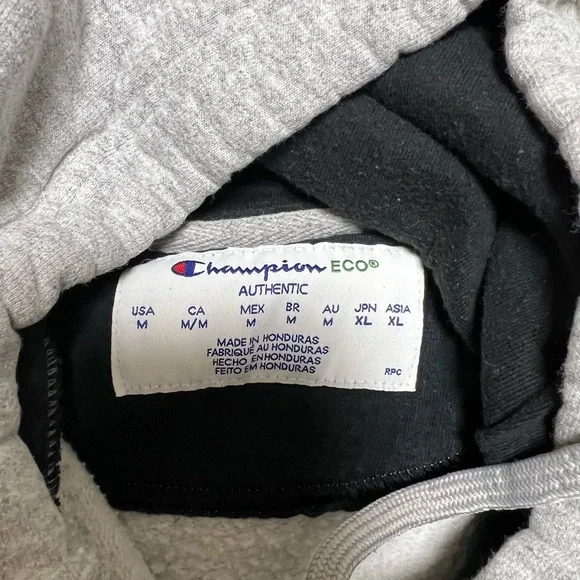 Champion ECO®
AUTHENTIC
USA CA MEX BR AU JPN ASIA
M M/M M M M XL XL
MADE IN HONDURAS
FABRIQUÉ AU HONDURAS
HECHO EN HONDURAS
FEITO EM HONDURAS
RPC